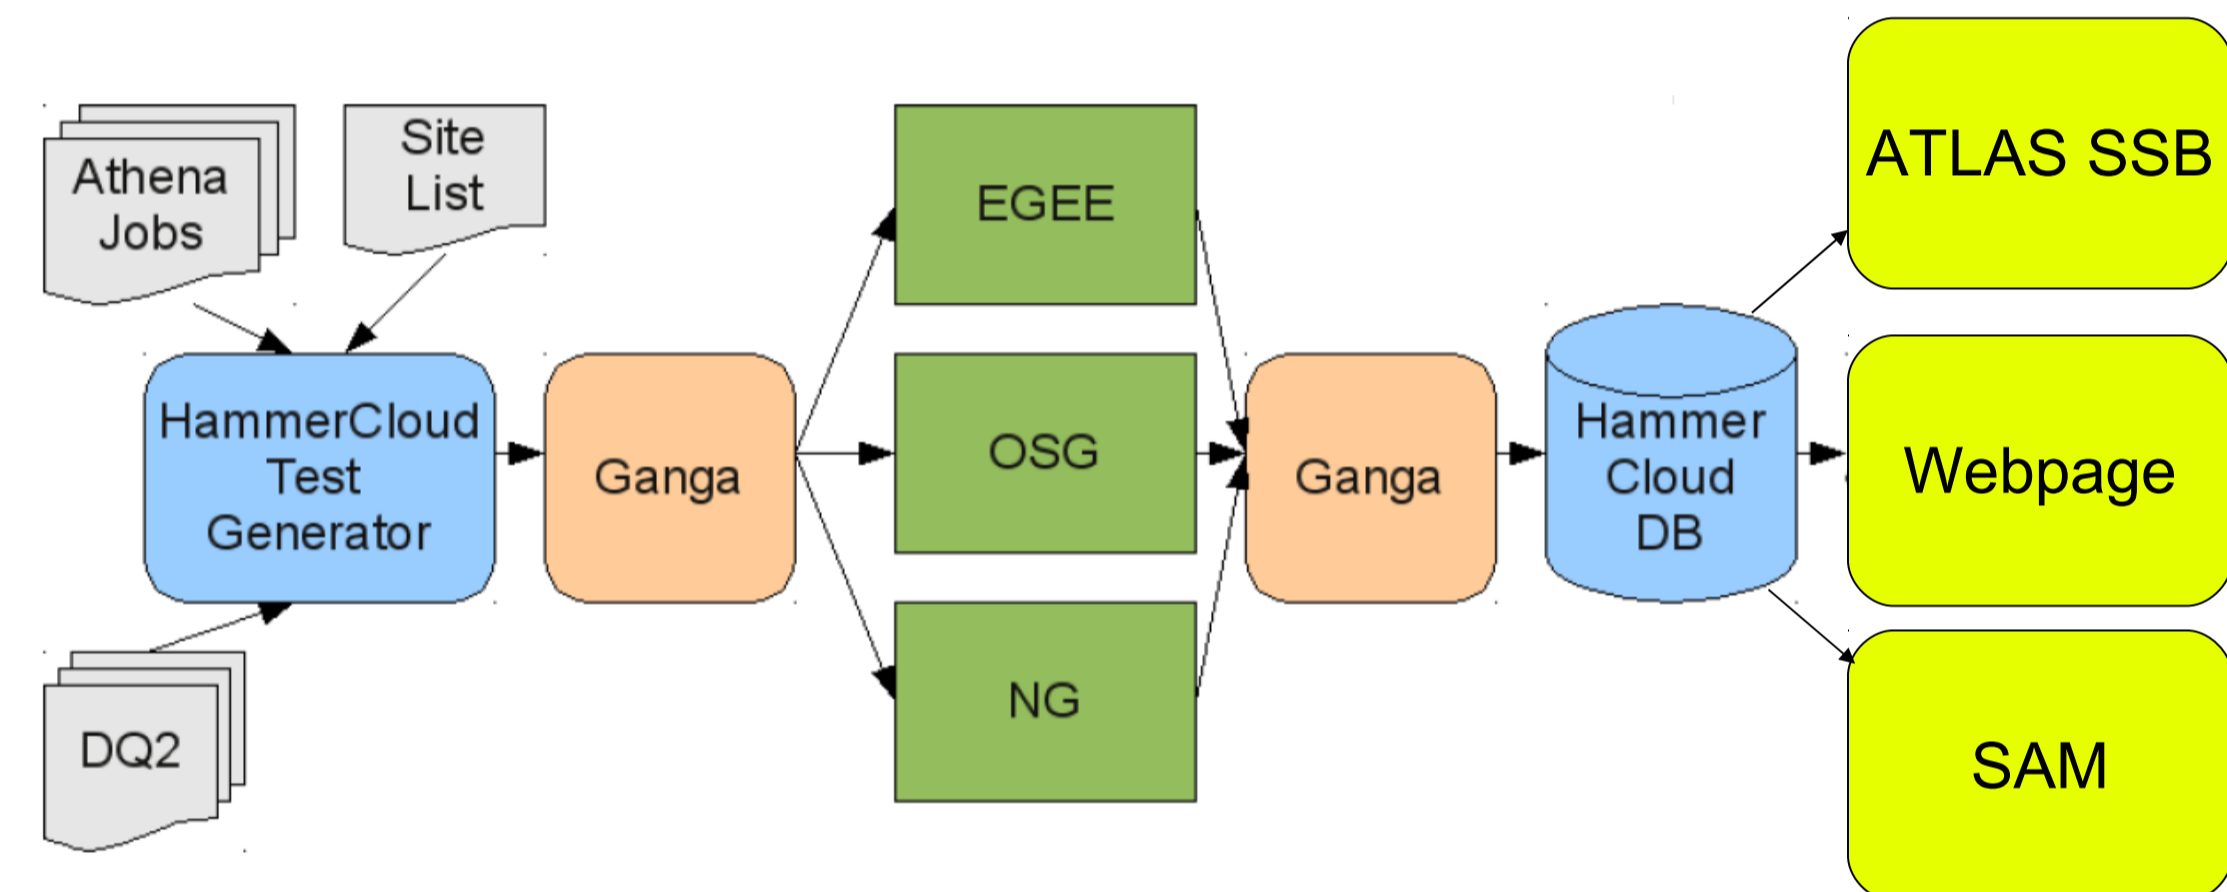 Athena
Jobs
Site
List
HammerCloud
Test
Generator
DQ2
Ganga
EGEE
OSG
NG
Ganga
Hammer
Cloud
DB
ATLAS SSB
Webpage
SAM